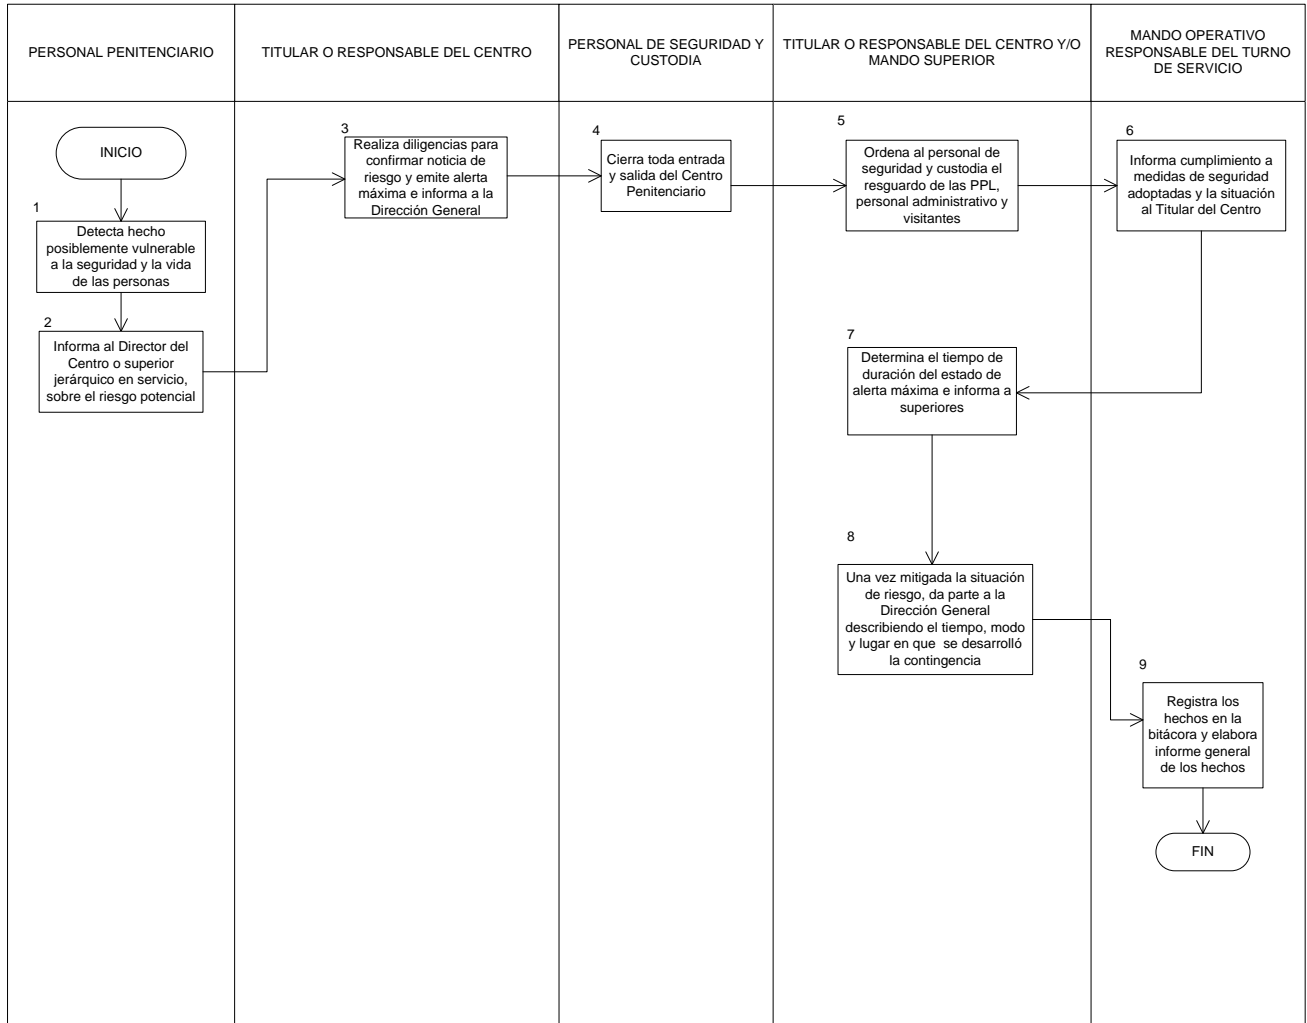 PERSONAL PENITENCIARIO
TITULAR O RESPONSABLE DEL CENTRO
PERSONAL DE SEGURIDAD Y
CUSTODIA
TITULAR O RESPONSABLE DEL CENTRO Y/O
MANDO SUPERIOR
MANDO OPERATIVO
RESPONSABLE DEL TURNO
DE SERVICIO
INICIO
1
Detecta hecho
posiblemente vulnerable
a la seguridad y la vida
de las personas
2
Informa al Director del
Centro o superior
jerárquico en servicio,
sobre el riesgo potencial
3
Realiza diligencias para
confirmar noticia de
riesgo y emite alerta
máxima e informa a la
Dirección General
4
Cierra toda entrada
y salida del Centro
Penitenciario
5
Ordena al personal de
seguridad y custodia el
resguardo de las PPL,
personal administrativo y
visitantes
6
Informa cumplimiento a
medidas de seguridad
adoptadas y la situación
al Titular del Centro
7
Determina el tiempo de
duración del estado de
alerta máxima e informa a
superiores
8
Una vez mitigada la situación
de riesgo, da parte a la
Dirección General
describiendo el tiempo, modo
y lugar en que se desarrolló
la contingencia
9
Registra los
hechos en la
bitácora y elabora
informe general
de los hechos
FIN